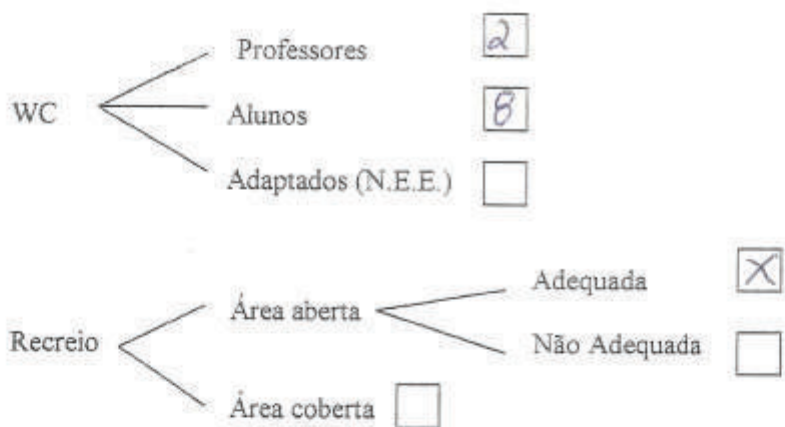 Professores 2
WC
Alunos 8
Adaptados (N.E.E.)
Adequada X
Área aberta
Recreio
Não Adequada
Área coberta